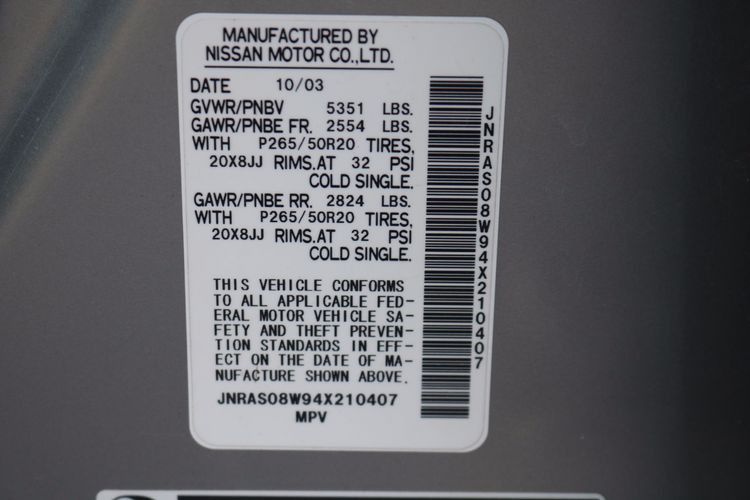 MANUFACTURED BY
NISSAN MOTOR CO.,LTD.
DATE 10/03
GVWR/PNBV 5351 LBS.
GAWR/PNBE FR. 2554 LBS.
WITH P265/50R20 TIRES,
20X8JJ RIMS.AT 32 PSI
COLD SINGLE.
GAWR/PNBE RR. 2824 LBS.
WITH P265/50R20 TIRES,
20X8JJ RIMS.AT 32 PSI
COLD SINGLE.
THIS VEHICLE CONFORMS
TO ALL APPLICABLE FED-
ERAL MOTOR VEHICLE SA-
FETY AND THEFT PREVEN-
TION STANDARDS IN EFF-
ECT ON THE DATE OF MA-
NUFACTURE SHOWN ABOVE.
JNRAS08W94X210407
MPV
JNRAS08W94X210407